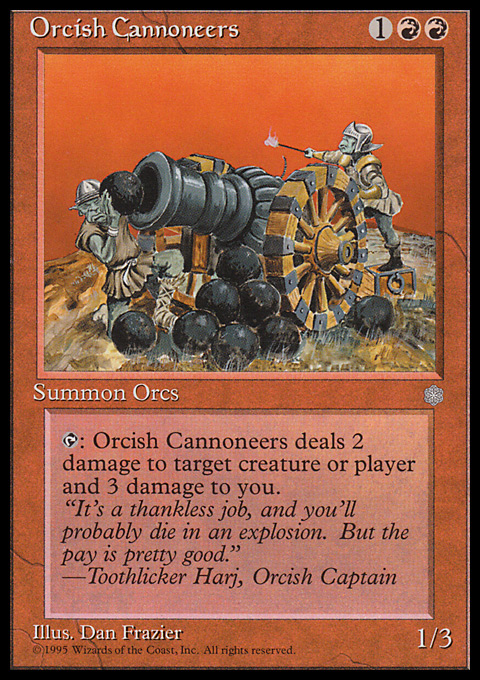 Orcish Cannoneers 1
Summon Orcs
: Orcish Cannoneers deals 2
damage to target creature or player
and 3 damage to you.
"It's a thankless job, and you'll
probably die in an explosion. But the
pay is pretty good."
—Toothlicker Harj, Orcish Captain
Illus. Dan Frazier
1/3
©1995 Wizards of the Coast, Inc. All rights reserved.